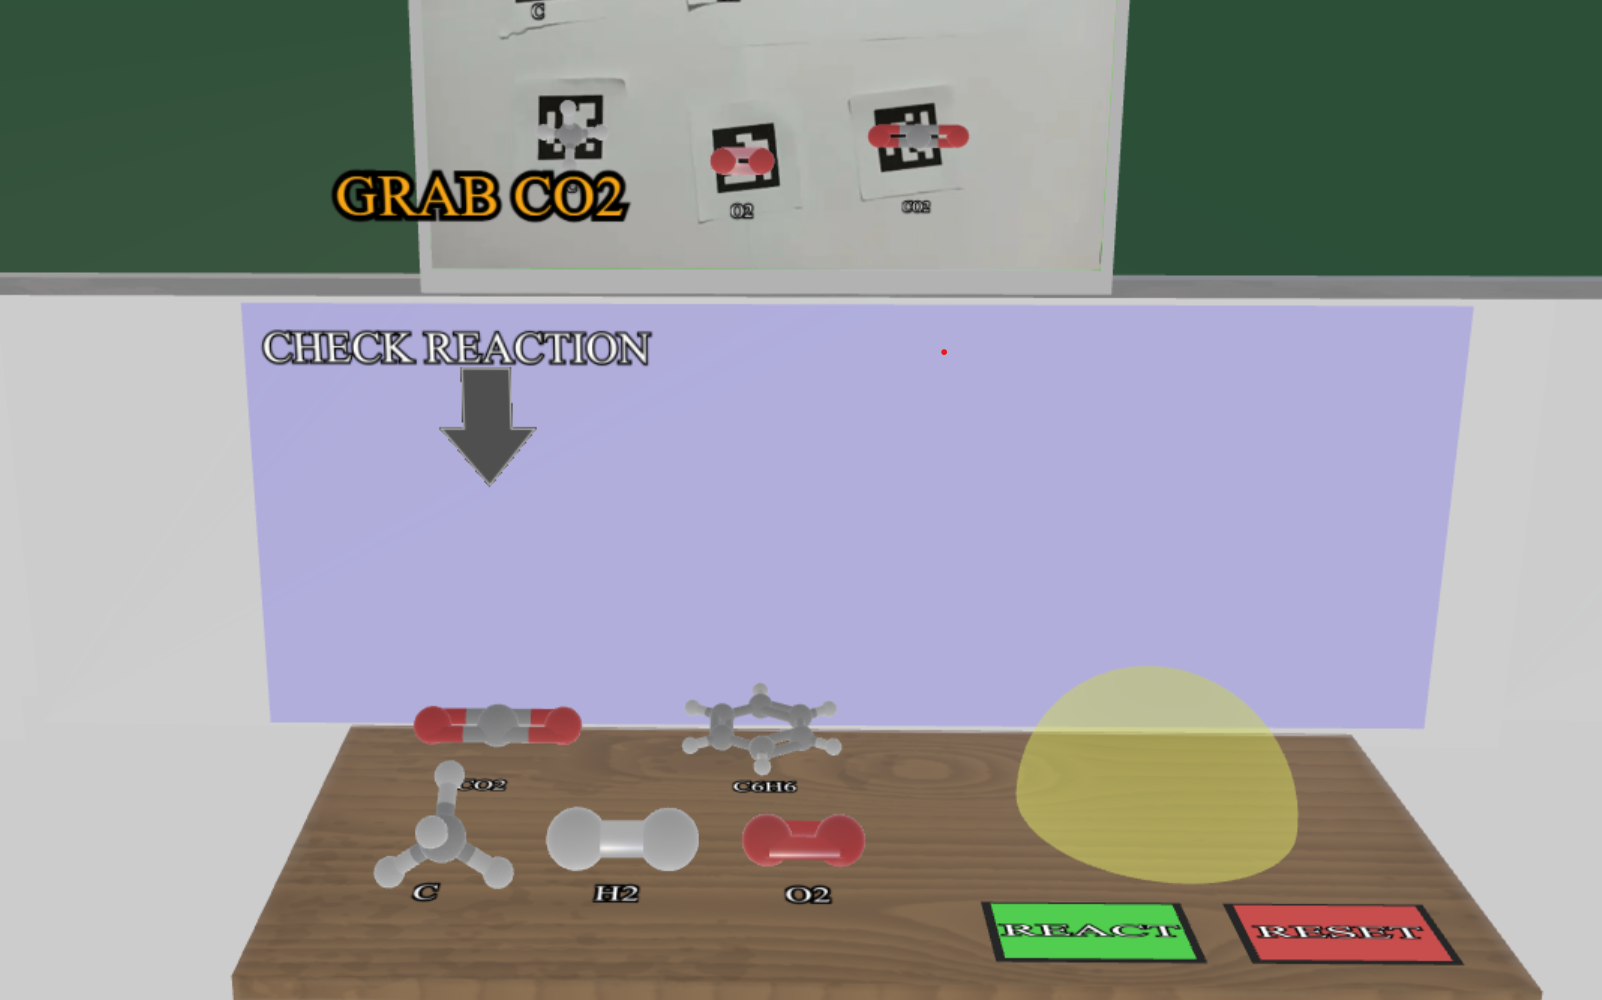 C
GRAB CO2
O2
CO2
CHECK REACTION
CO2
C6H6
C
H2
O2
REACT
RESET